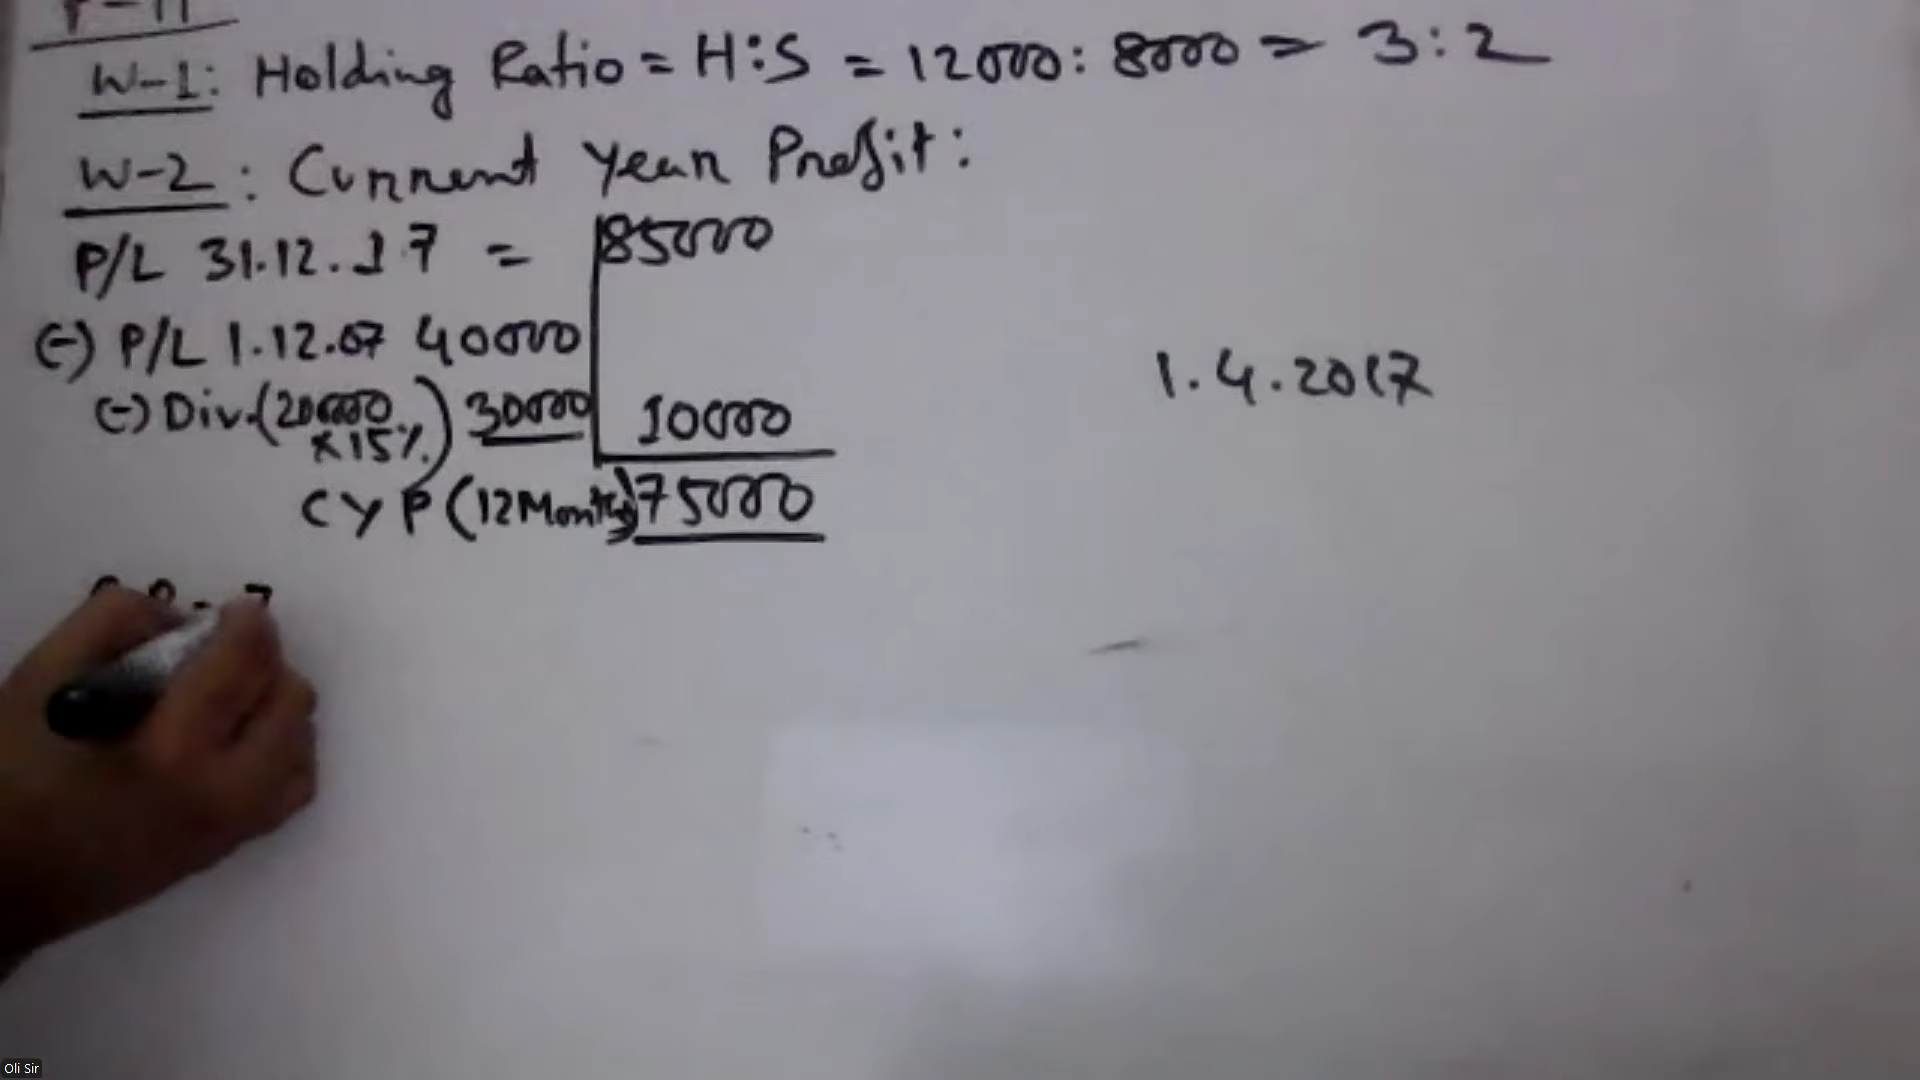 W-1: Holding Ratio = H:S = 12000: 8000 = 3:2
W-2: Current year Profit:
P/L 31.12.17 = 85000
(-) P/L 1.12.07 40000
(-) Div.(20000 x15%) 30000 10000
CYP (12 Months) 75000
1.4.2017
Oli Sir